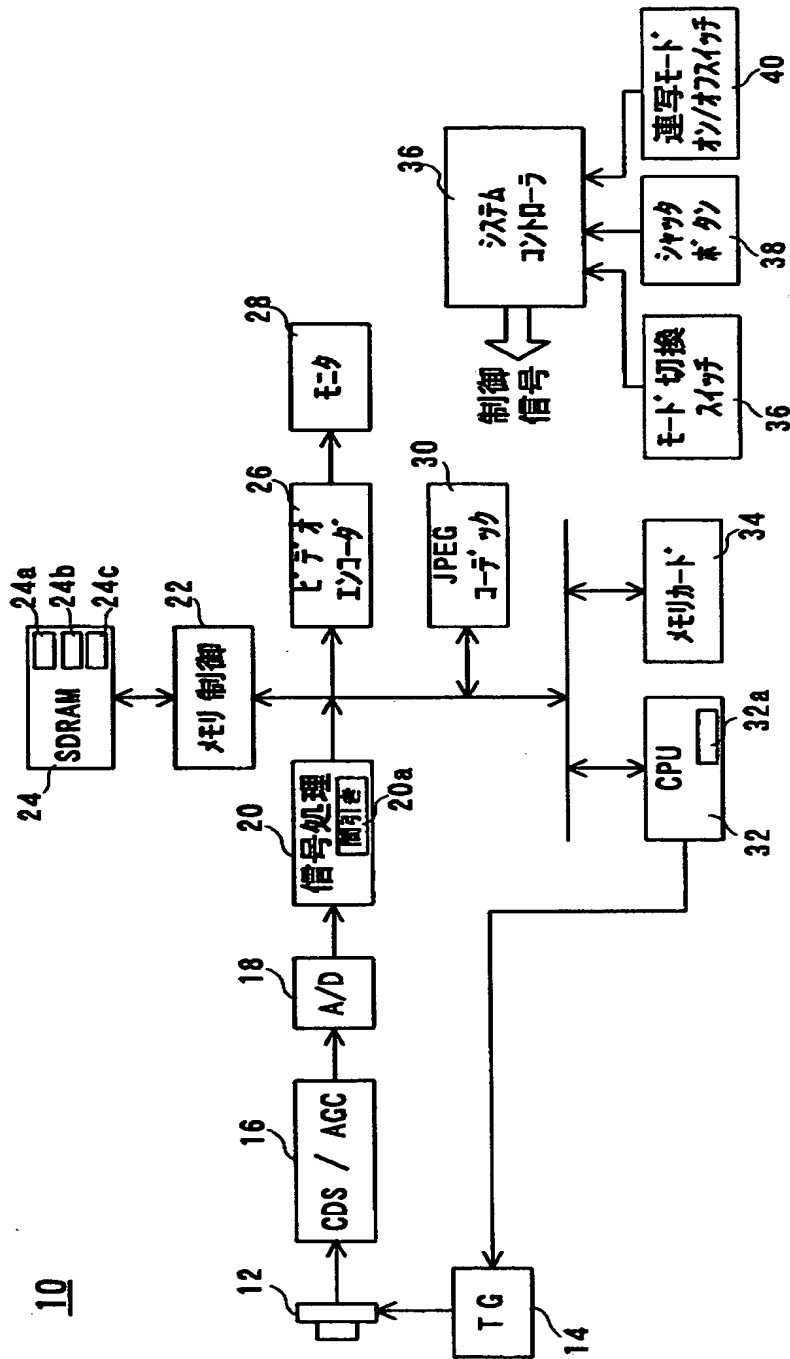 10
12
16
CDS / AGC
18
A/D
20
信号処理
間引き
20a
24
SDRAM
24a
24b
24c
22
メモリ制御
26
ビデオ
エンコーダ
28
モニタ
30
JPEG
コーデック
TG
14
CPU
32
32a
メモリカード
34
36
システム
コントローラ
制御
信号
モード切換
スイッチ
36
シャッタ
ボタン
38
連写モード
オン/オフスイッチ
40